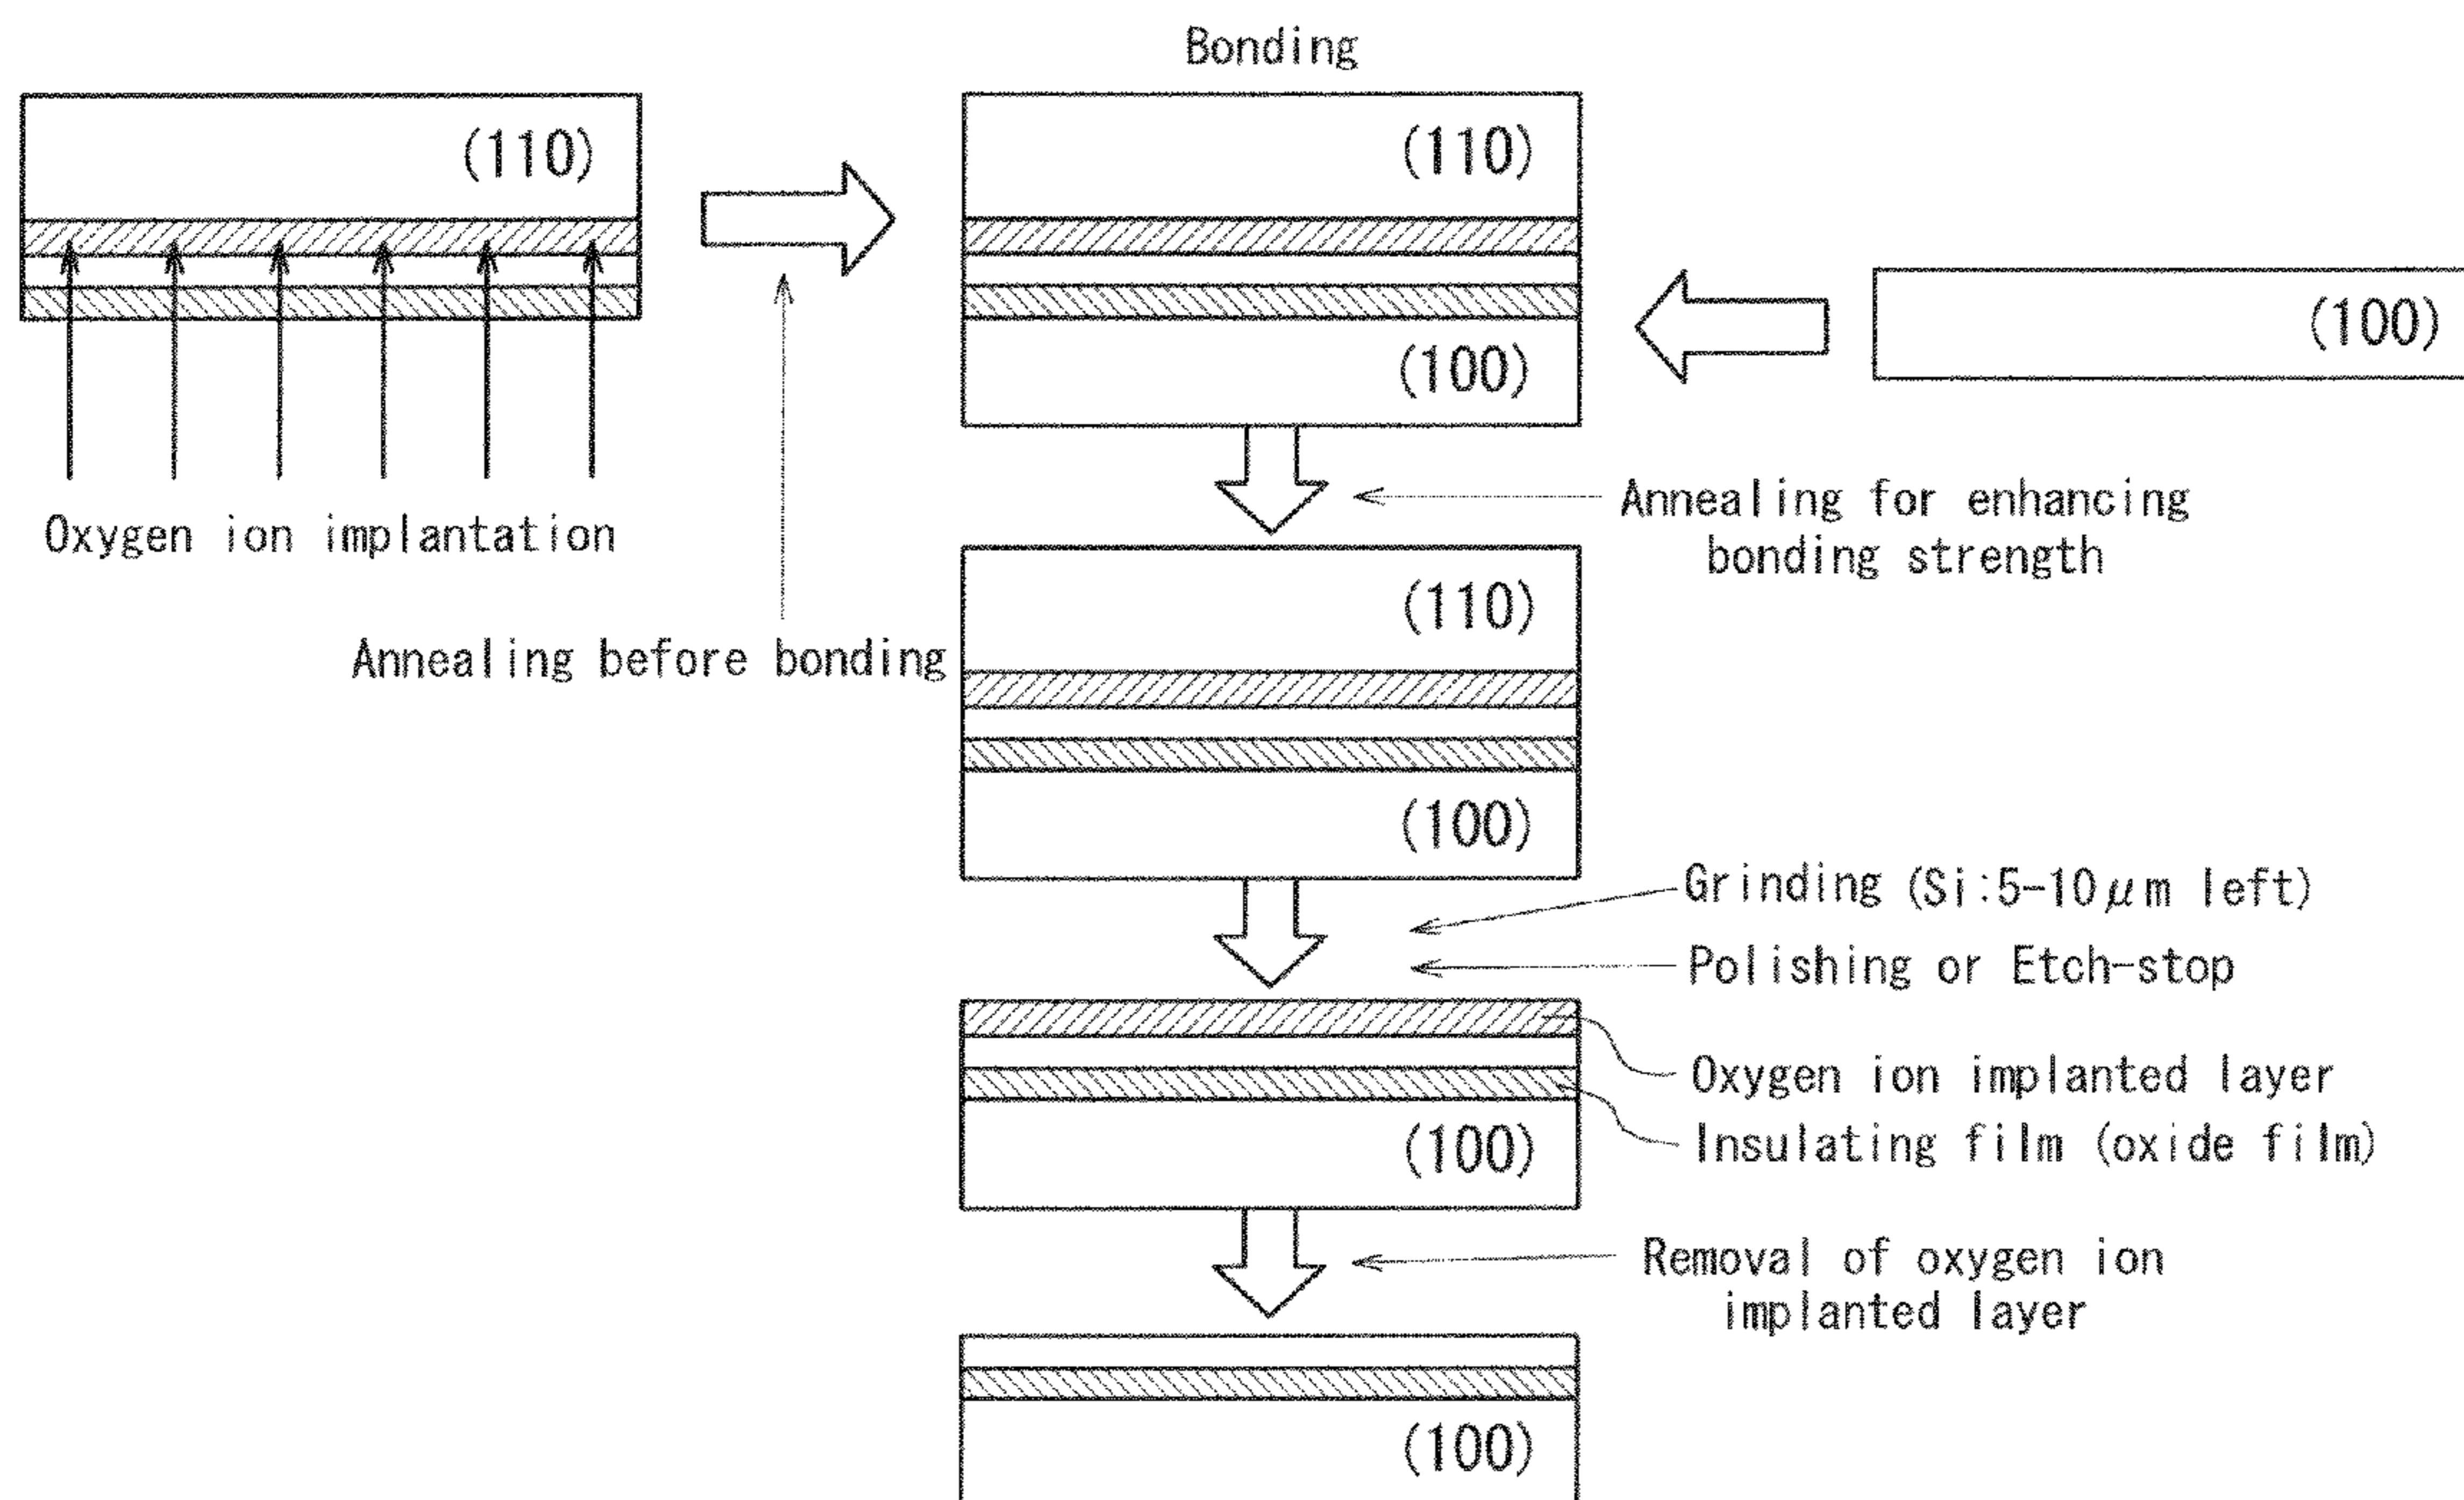 Bonding
(110)
(110)
(100)
(100)
Oxygen ion implantation
Annealing for enhancing
bonding strength
Annealing before bonding
(110)
(100)
Grinding (Si:5-10μm left)
Polishing or Etch-stop
Oxygen ion implanted layer
Insulating film (oxide film)
(100)
Removal of oxygen ion
implanted layer
(100)